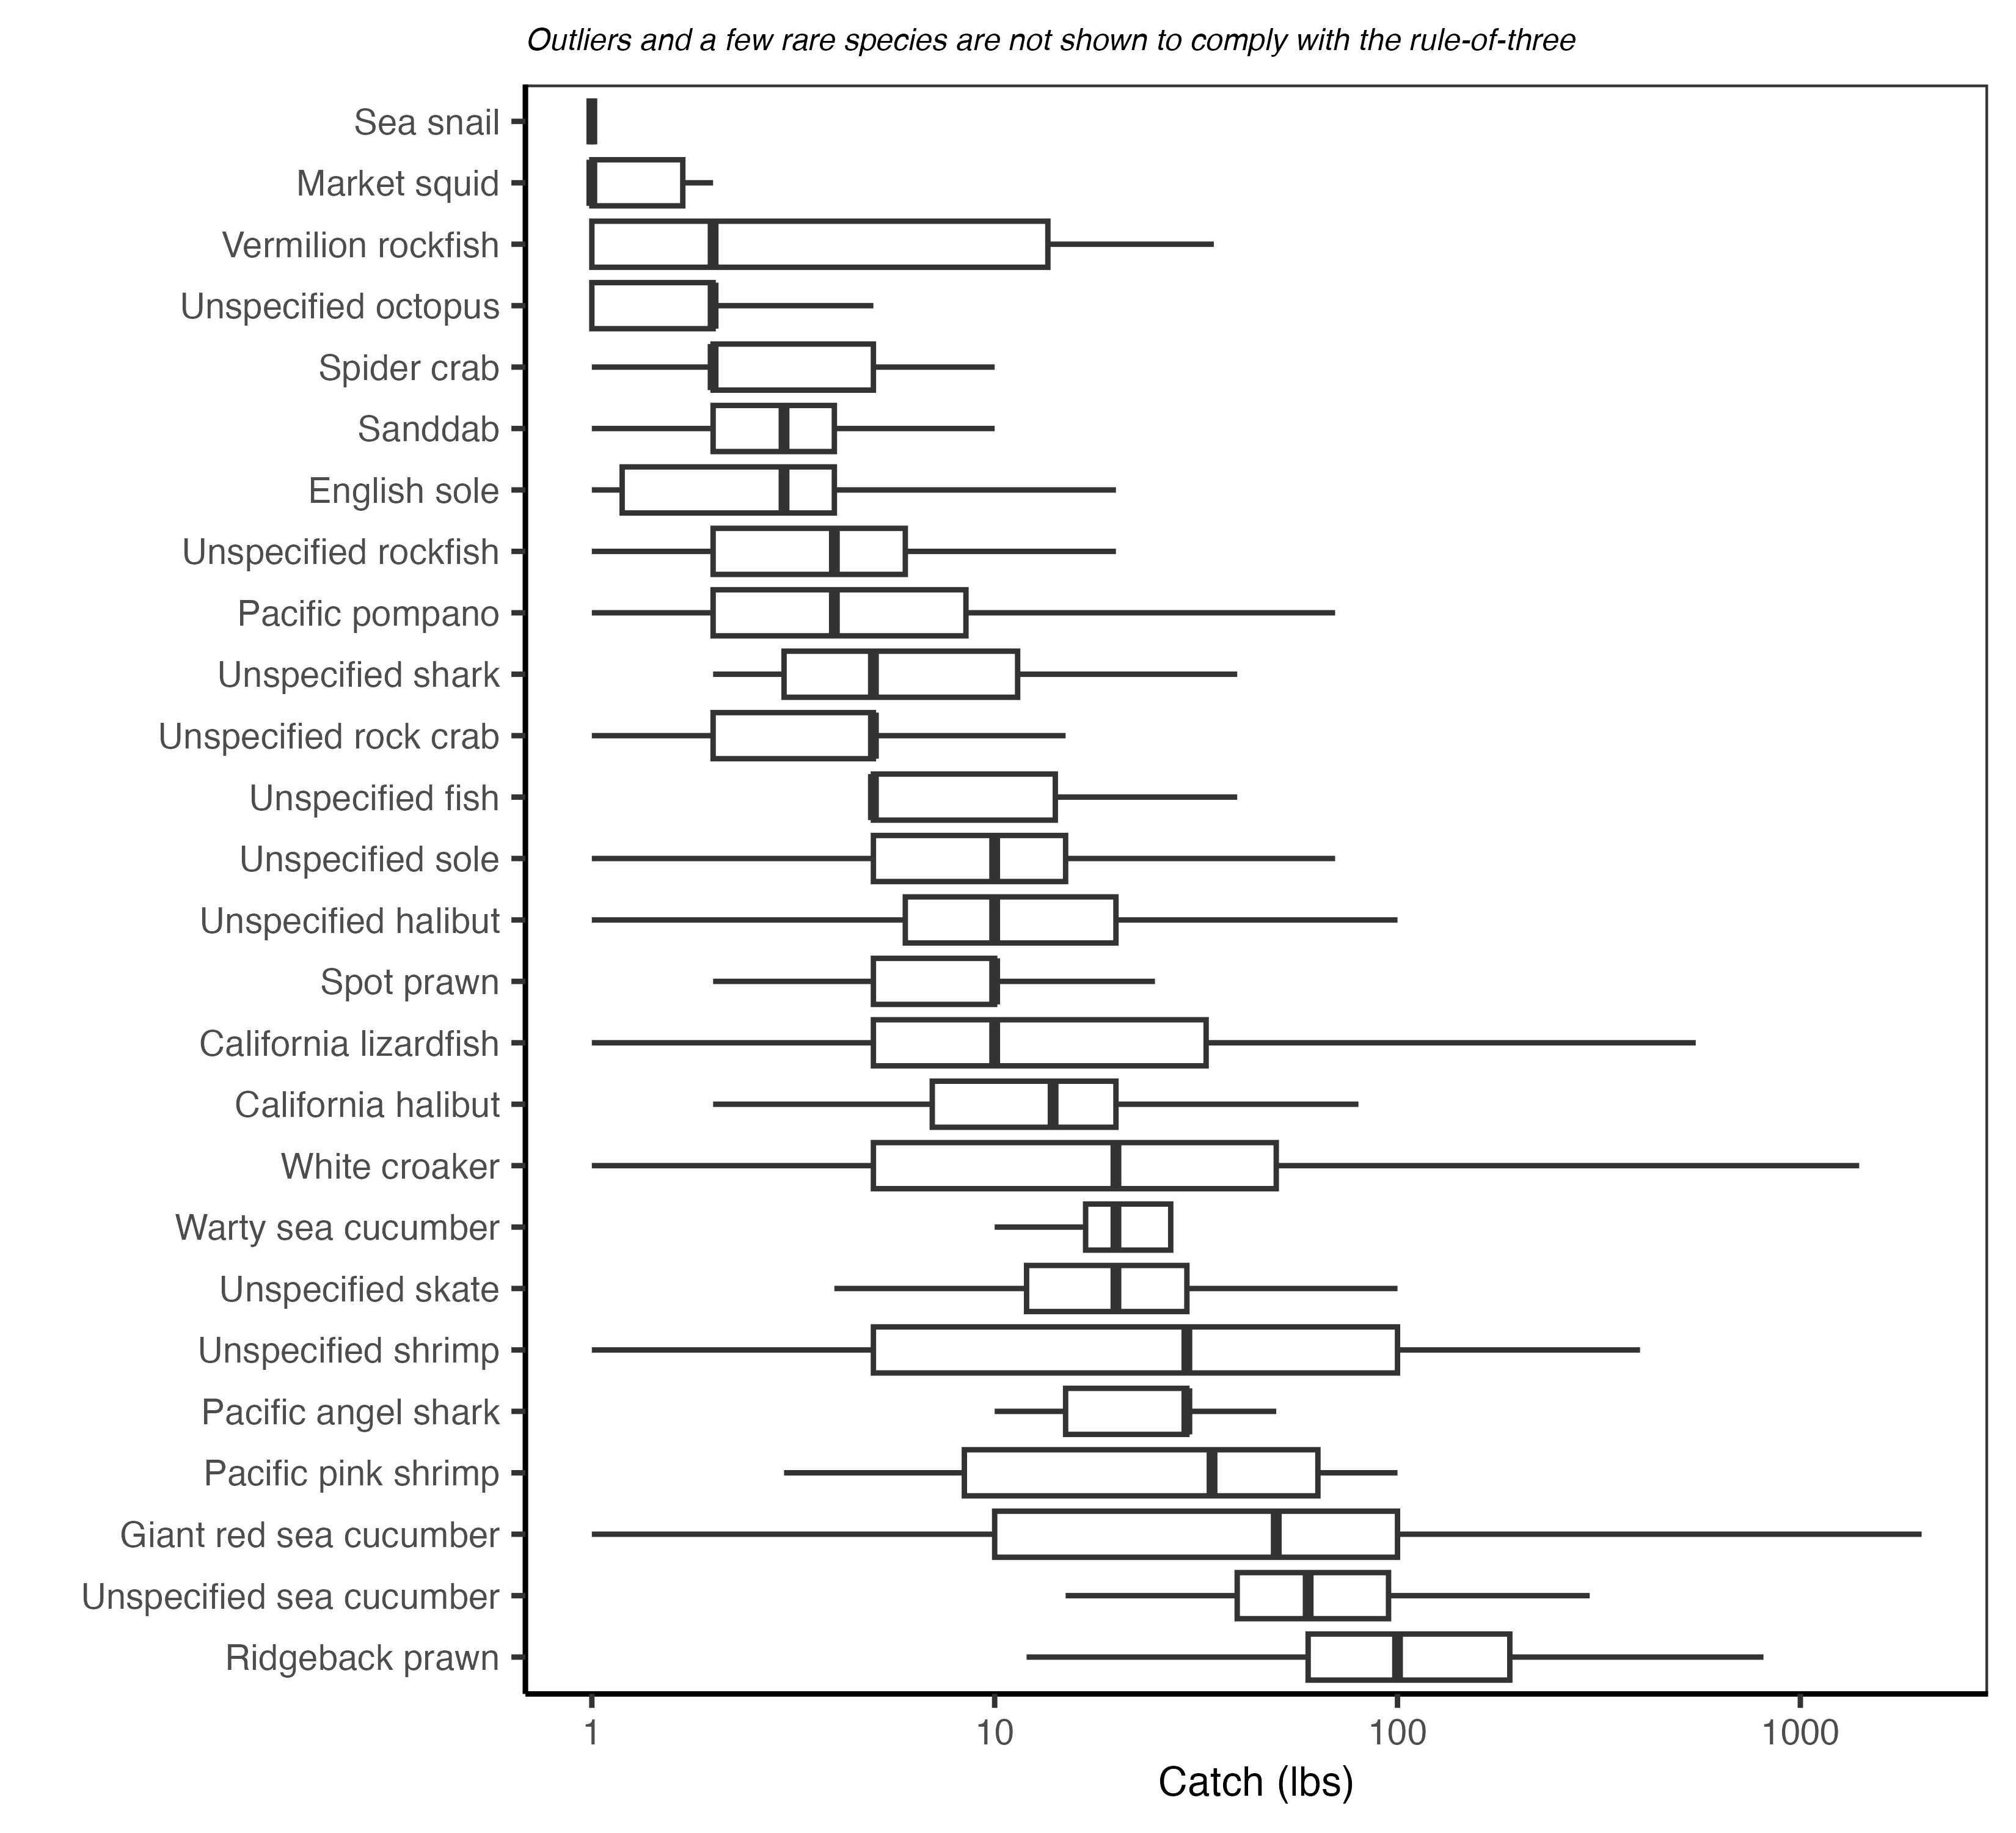 Outliers and a few rare species are not shown to comply with the rule-of-three
Sea snail
Market squid
Vermilion rockfish
Unspecified octopus
Spider crab
Sanddab
English sole
Unspecified rockfish
Pacific pompano
Unspecified shark
Unspecified rock crab
Unspecified fish
Unspecified sole
Unspecified halibut
Spot prawn
California lizardfish
California halibut
White croaker
Warty sea cucumber
Unspecified skate
Unspecified shrimp
Pacific angel shark
Pacific pink shrimp
Giant red sea cucumber
Unspecified sea cucumber
Ridgeback prawn
1 10 100 1000
Catch (lbs)